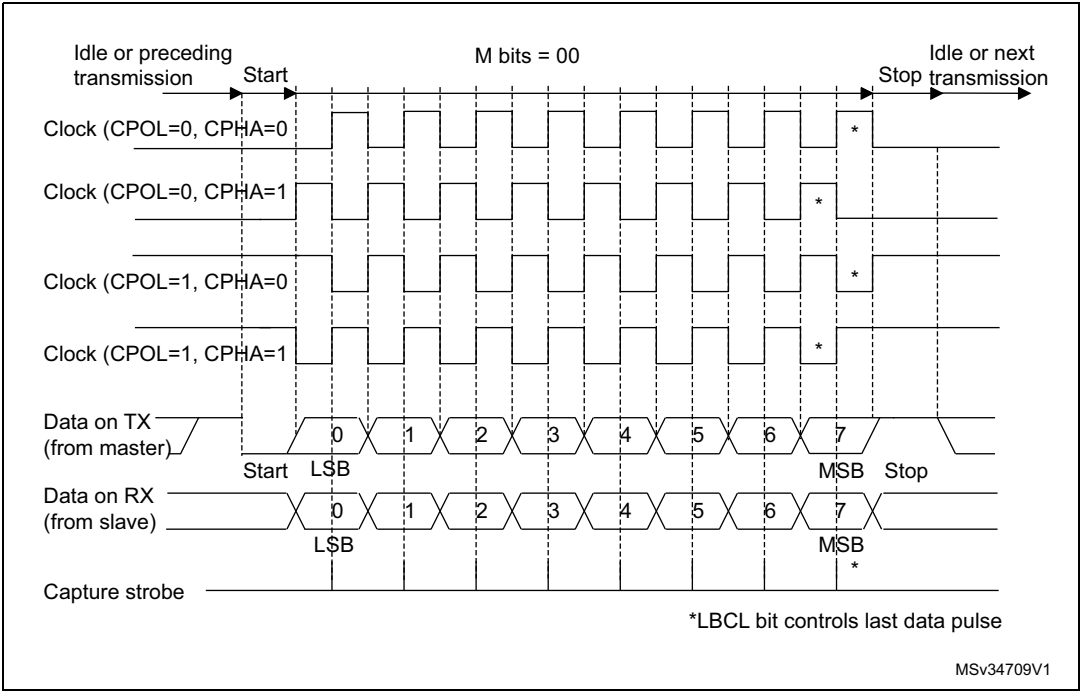 Idle or preceding transmission
Start
M bits = 00
Stop
Idle or next transmission
Clock (CPOL=0, CPHA=0
*
Clock (CPOL=0, CPHA=1
*
Clock (CPOL=1, CPHA=0
*
Clock (CPOL=1, CPHA=1
*
Data on TX
(from master)
0 1 2 3 4 5 6 7
Start LSB MSB Stop
Data on RX
(from slave)
0 1 2 3 4 5 6 7
LSB MSB
*
Capture strobe
*LBCL bit controls last data pulse
MSv34709V1